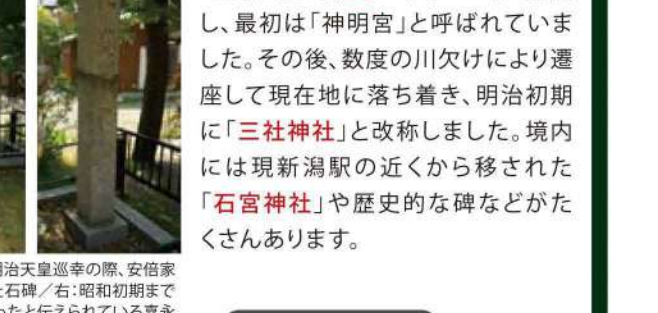 し、最初は「神明宮」と呼ばれていま
した。その後、数度の川欠けにより遷
座して現在地に落ち着き、明治初期
に「三社神社」と改称しました。境内
には現新潟駅の近くから移された
「石宮神社」や歴史的な碑などがた
くさんあります。
治天皇巡幸の際、安倍家
石碑／右：昭和初期まで
ったと伝えられている嘉永